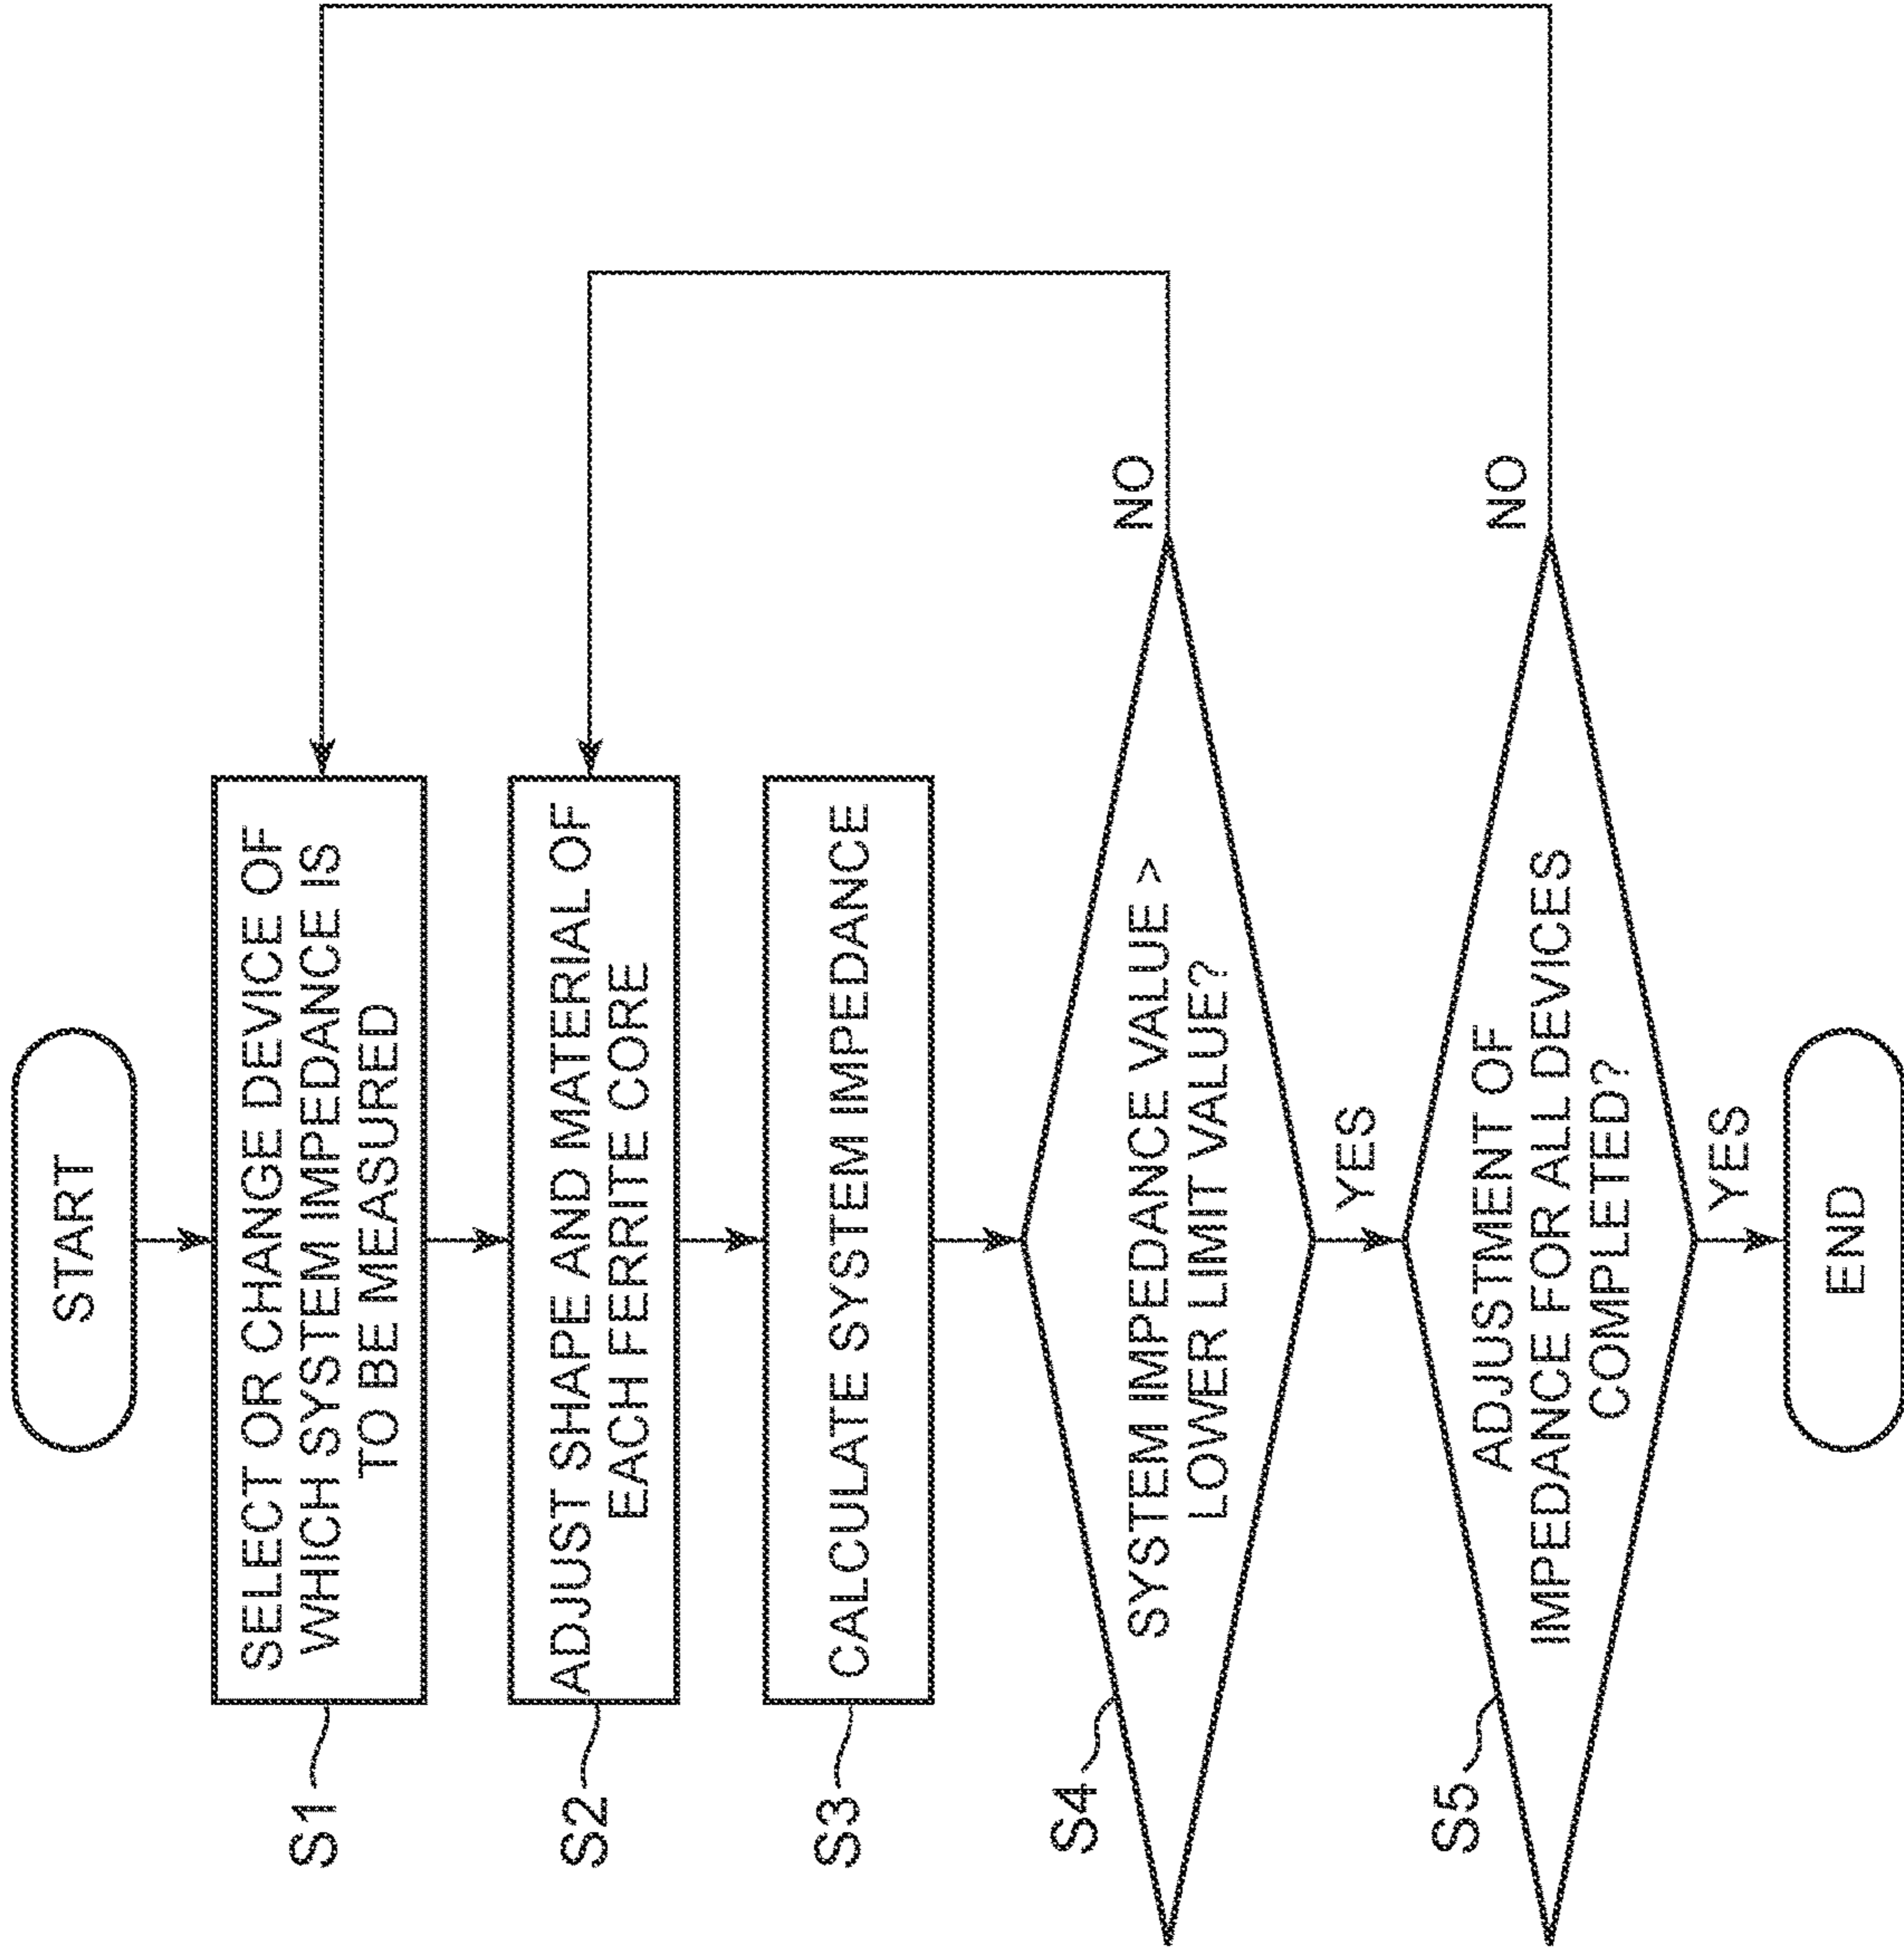 START
S1
SELECT OR CHANGE DEVICE OF
WHICH SYSTEM IMPEDANCE IS
TO BE MEASURED
S2
ADJUST SHAPE AND MATERIAL OF
EACH FERRITE CORE
S3
CALCULATE SYSTEM IMPEDANCE
S4
SYSTEM IMPEDANCE VALUE >
LOWER LIMIT VALUE?
NO
YES
S5
ADJUSTMENT OF
IMPEDANCE FOR ALL DEVICES
COMPLETED?
NO
YES
END